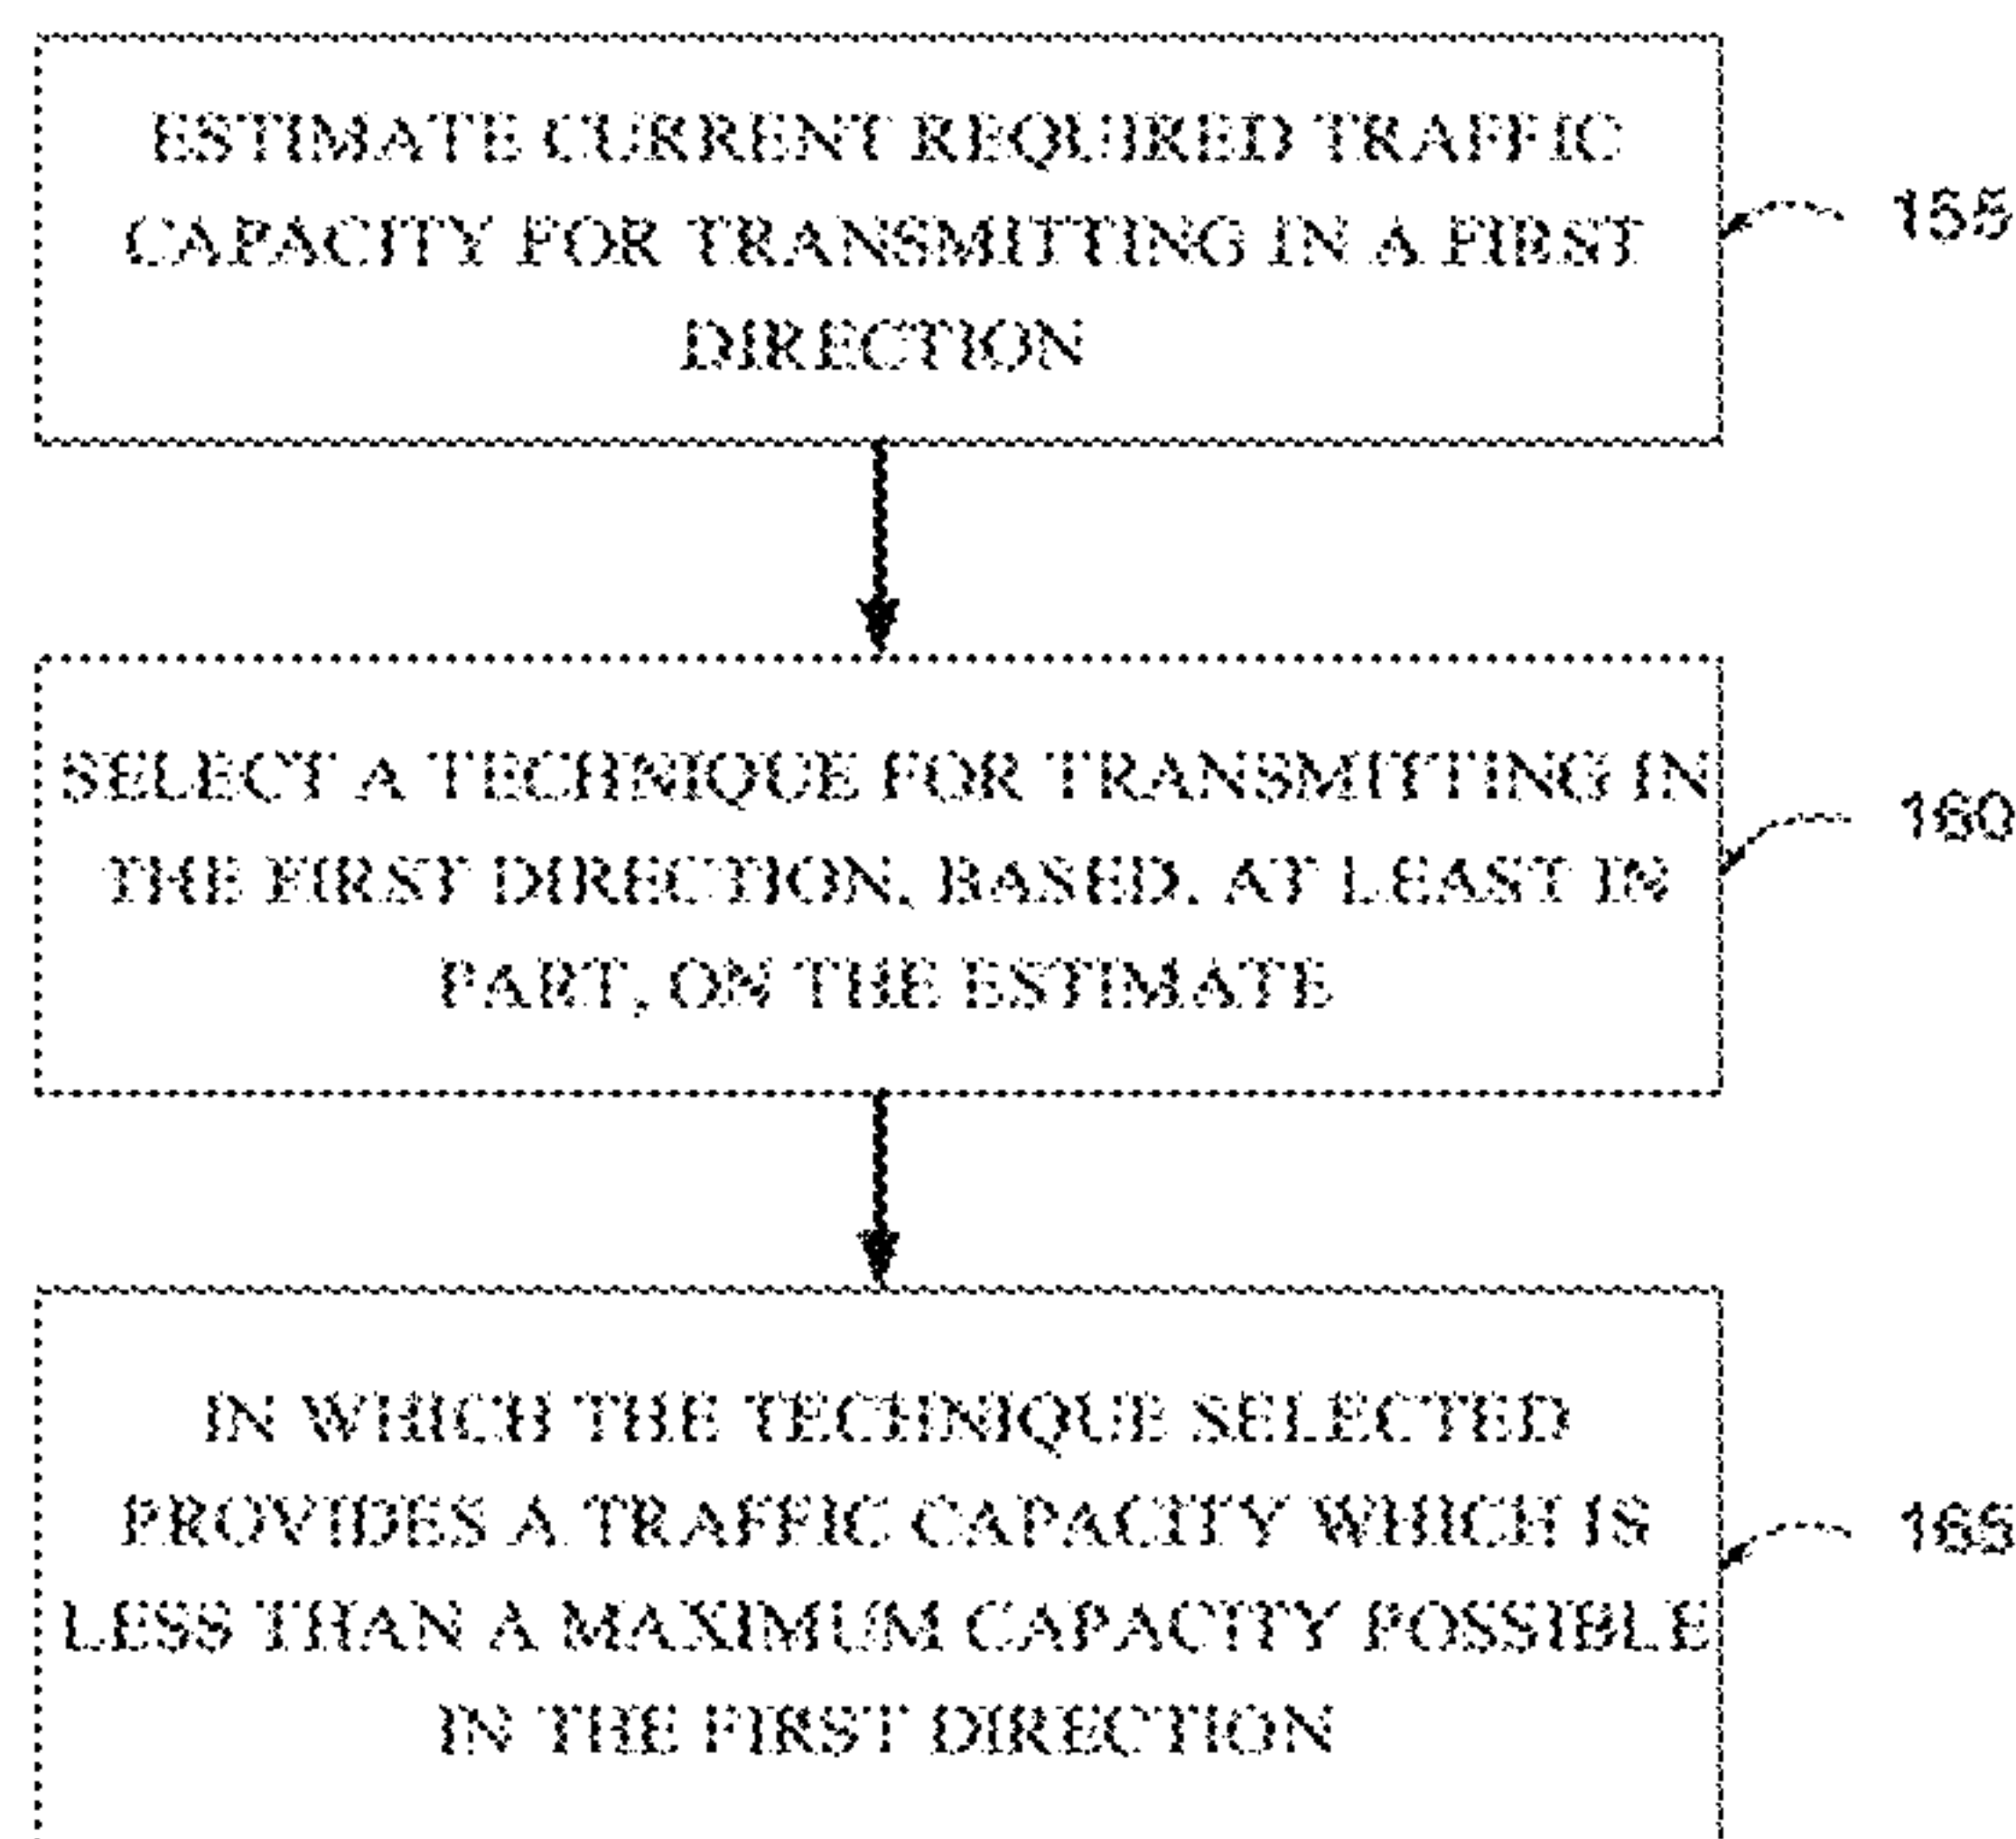 ESTIMATE CURRENT REQUIRED TRAFFIC
CAPACITY FOR TRANSMITTING IN A FIRST
DIRECTION
155
SELECT A TECHNIQUE FOR TRANSMITTING IN
THE FIRST DIRECTION, BASED, AT LEAST IN
PART, ON THE ESTIMATE
160
IN WHICH THE TECHNIQUE SELECTED
PROVIDES A TRAFFIC CAPACITY WHICH IS
LESS THAN A MAXIMUM CAPACITY POSSIBLE
IN THE FIRST DIRECTION
165